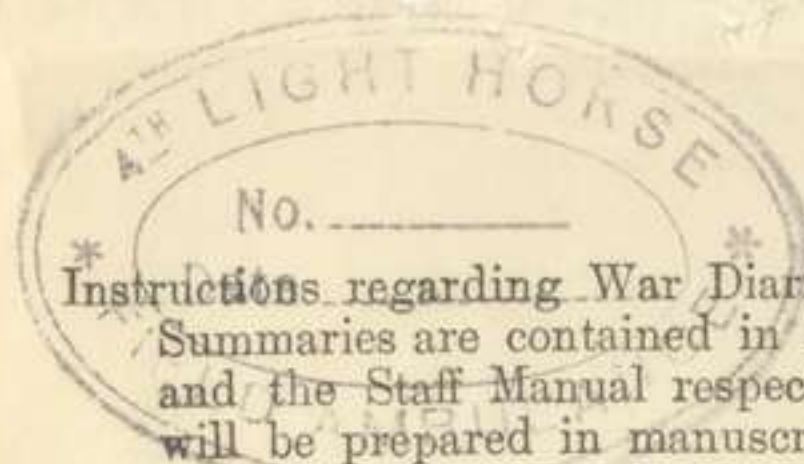 4TH LIGHT HORSE
No.
Date
Instructions regarding War Diar
Summaries are contained in
and the Staff Manual respec
will be prepared in manuscr